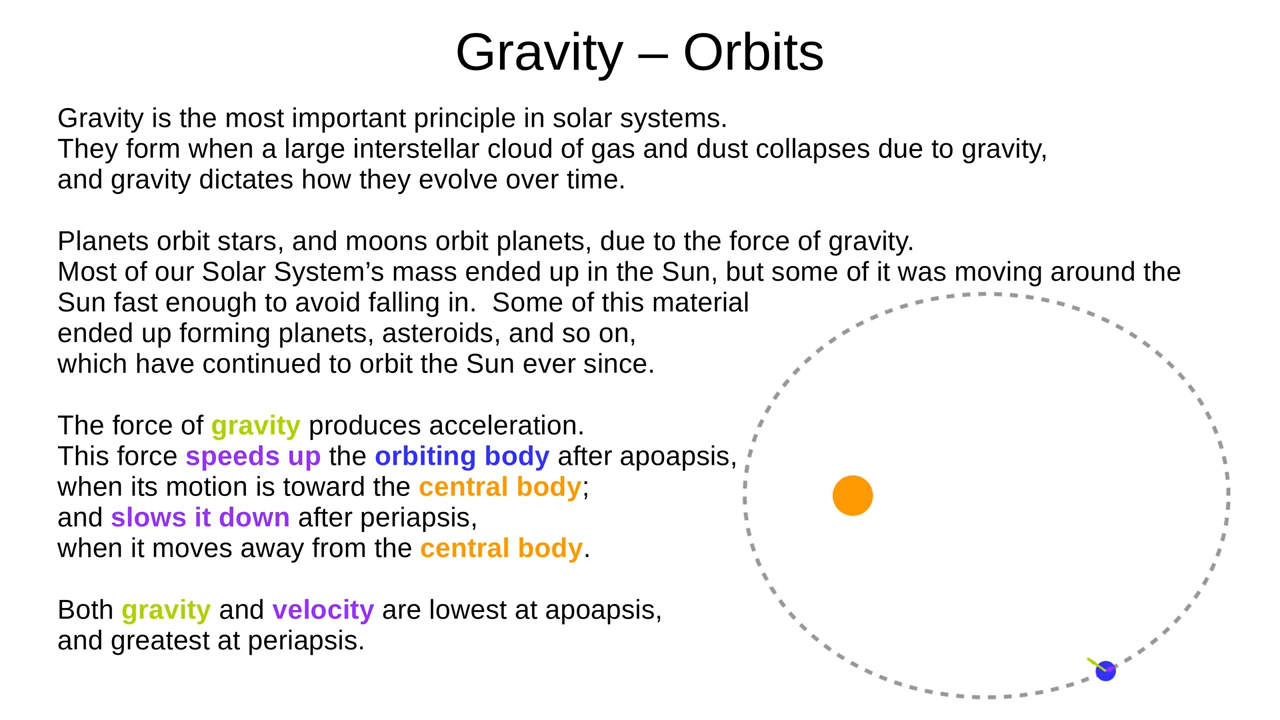 Gravity – Orbits
Gravity is the most important principle in solar systems.
They form when a large interstellar cloud of gas and dust collapses due to gravity,
and gravity dictates how they evolve over time.
Planets orbit stars, and moons orbit planets, due to the force of gravity.
Most of our Solar System’s mass ended up in the Sun, but some of it was moving around the
Sun fast enough to avoid falling in.  Some of this material
ended up forming planets, asteroids, and so on,
which have continued to orbit the Sun ever since.
The force of gravity produces acceleration.
This force speeds up the orbiting body after apoapsis,
when its motion is toward the central body;
and slows it down after periapsis,
when it moves away from the central body.
Both gravity and velocity are lowest at apoapsis,
and greatest at periapsis.